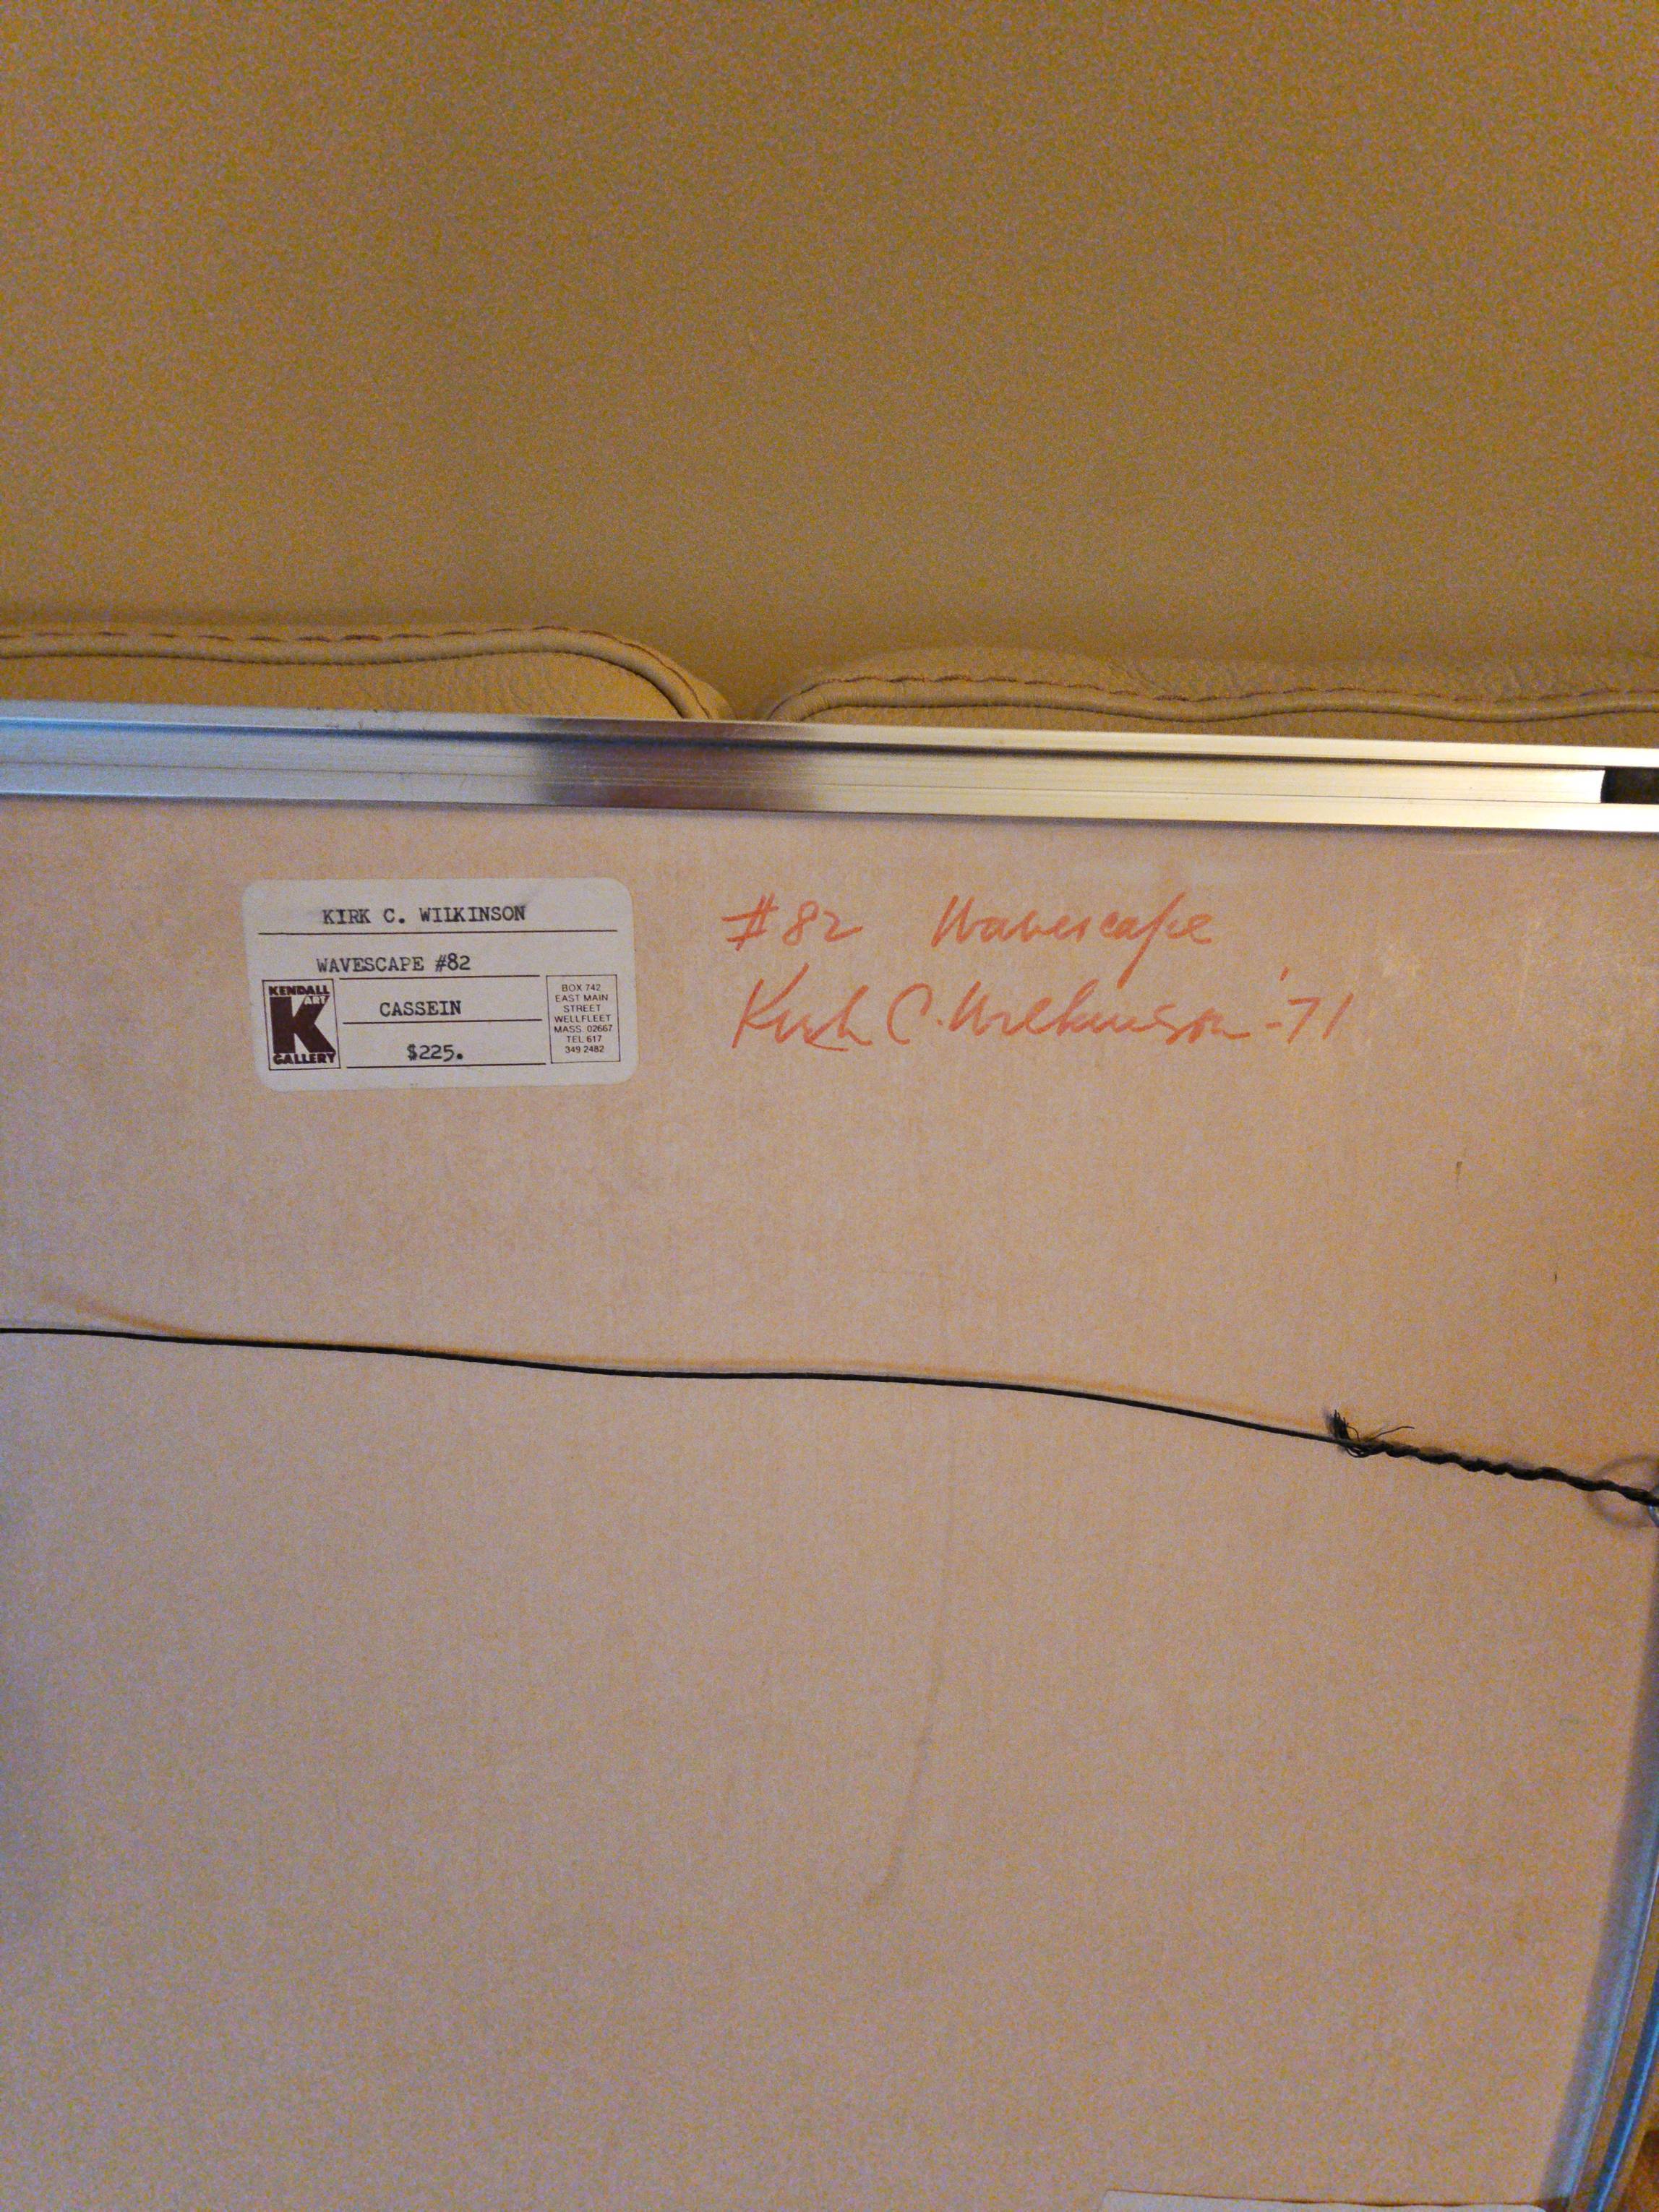 KIRK C. WILKINSON
WAVESCAPE #82
KENDALL
ART
K
GALLERY
CASSEIN
$225.
BOX 742
EAST MAIN
STREET
WELLFLEET
MASS. 02667
TEL 617
349 2482
#82 Wavescape
Kirk C. Wilkinson - '71